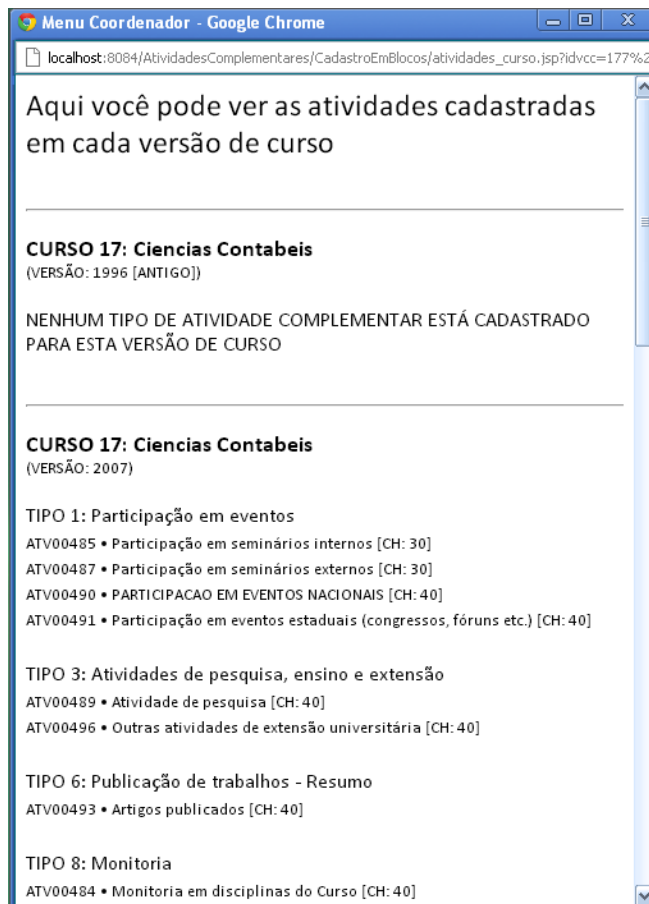 Menu Coordenador - Google Chrome
localhost:8084/AtividadesComplementares/CadastroEmBlocos/atividades_curso.jsp?idvcc=177%2
Aqui você pode ver as atividades cadastradas
em cada versão de curso
CURSO 17: Ciencias Contabeis
(VERSÃO: 1996 [ANTIGO])
NENHUM TIPO DE ATIVIDADE COMPLEMENTAR ESTÁ CADASTRADO
PARA ESTA VERSÃO DE CURSO
CURSO 17: Ciencias Contabeis
(VERSÃO: 2007)
TIPO 1: Participação em eventos
ATV00485 • Participação em seminários internos [CH: 30]
ATV00487 • Participação em seminários externos [CH: 30]
ATV00490 • PARTICIPACAO EM EVENTOS NACIONAIS [CH: 40]
ATV00491 • Participação em eventos estaduais (congressos, fóruns etc.) [CH: 40]
TIPO 3: Atividades de pesquisa, ensino e extensão
ATV00489 • Atividade de pesquisa [CH: 40]
ATV00496 • Outras atividades de extensão universitária [CH: 40]
TIPO 6: Publicação de trabalhos - Resumo
ATV00493 • Artigos publicados [CH: 40]
TIPO 8: Monitoria
ATV00484 • Monitoria em disciplinas do Curso [CH: 40]